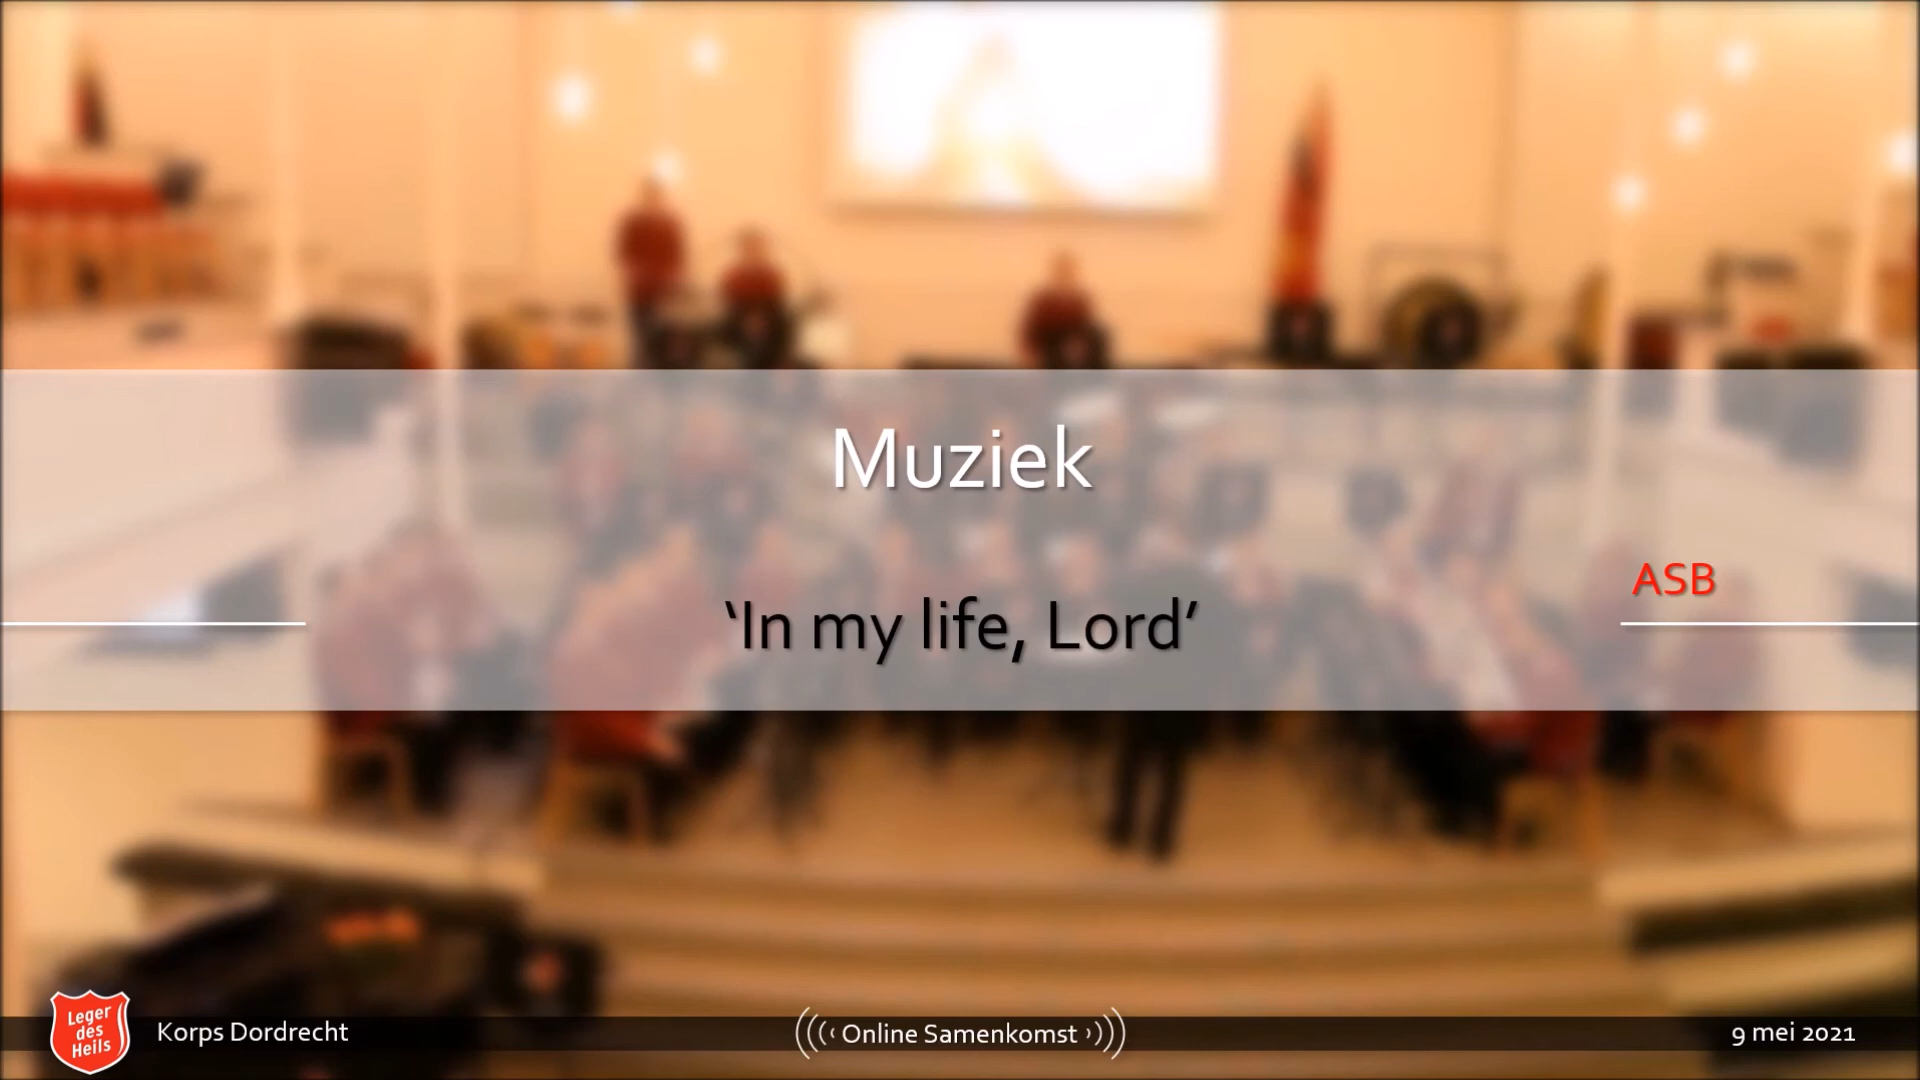 Muziek
ASB
‘In my life, Lord’
Leger
des
Heils
Korps Dordrecht
Online Samenkomst
9 mei 2021